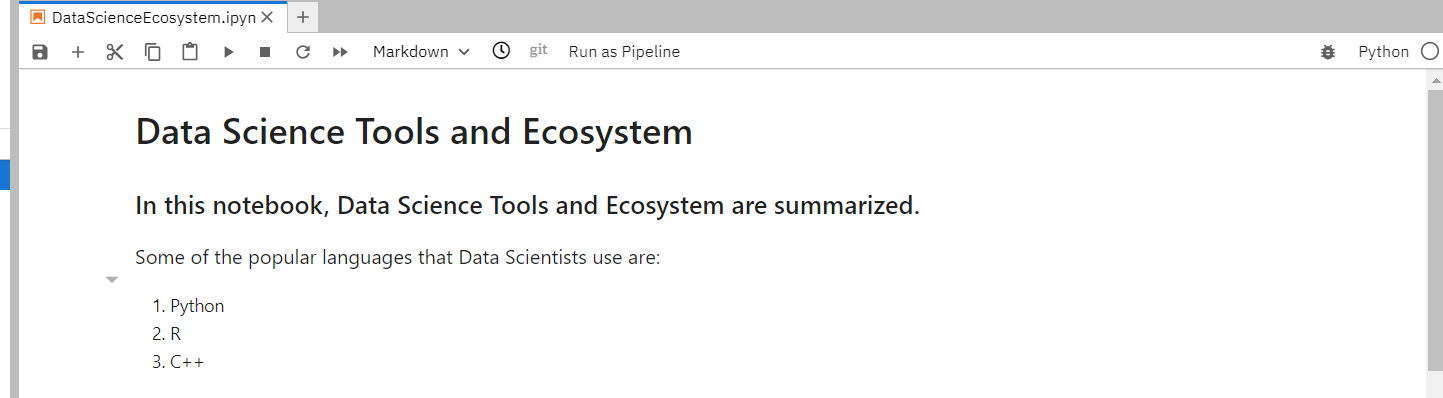 DataScienceEcosystem.ipyn
Markdown git Run as Pipeline Python
Data Science Tools and Ecosystem
In this notebook, Data Science Tools and Ecosystem are summarized.
Some of the popular languages that Data Scientists use are:
1. Python
2. R
3. C++